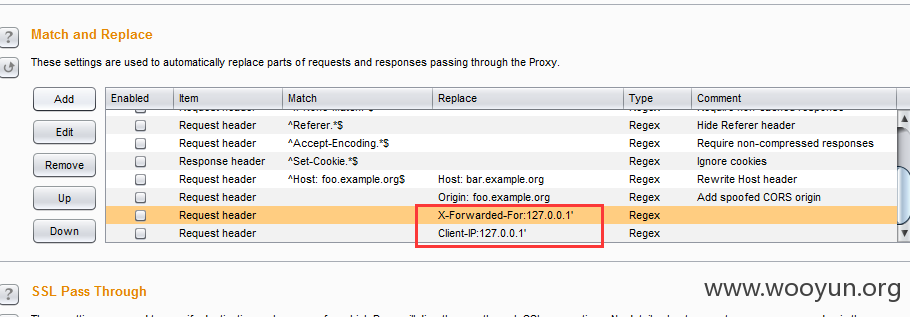 Match and Replace
These settings are used to automatically replace parts of requests and responses passing through the Proxy.
Add
Edit
Remove
Up
Down
Enabled Item Match Replace Type Comment
Request header ^Referer.*$ Regex Hide Referer header
Request header ^Accept-Encoding.*$ Regex Require non-compressed responses
Response header ^Set-Cookie.*$ Regex Ignore cookies
Request header ^Host: foo.example.org$ Host: bar.example.org Regex Rewrite Host header
Request header Origin: foo.example.org Regex Add spoofed CORS origin
Request header X-Forwarded-For:127.0.0.1' Regex
Request header Client-IP:127.0.0.1' Regex
SSL Pass Through
www.wooyun.org